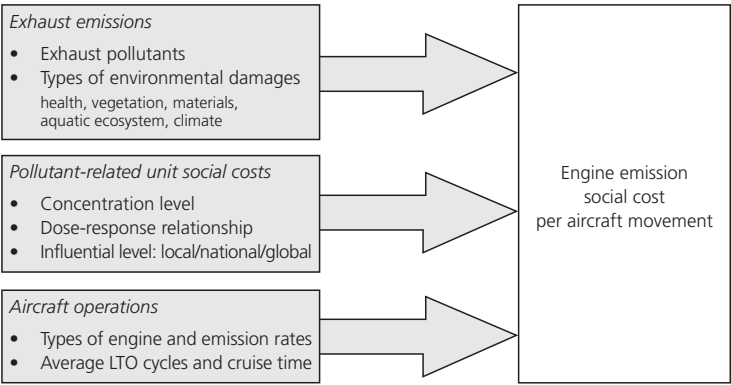 Exhaust emissions
• Exhaust pollutants
• Types of environmental damages
health, vegetation, materials,
aquatic ecosystem, climate
Pollutant-related unit social costs
• Concentration level
• Dose-response relationship
• Influential level: local/national/global
Aircraft operations
• Types of engine and emission rates
• Average LTO cycles and cruise time
Engine emission
social cost
per aircraft movement